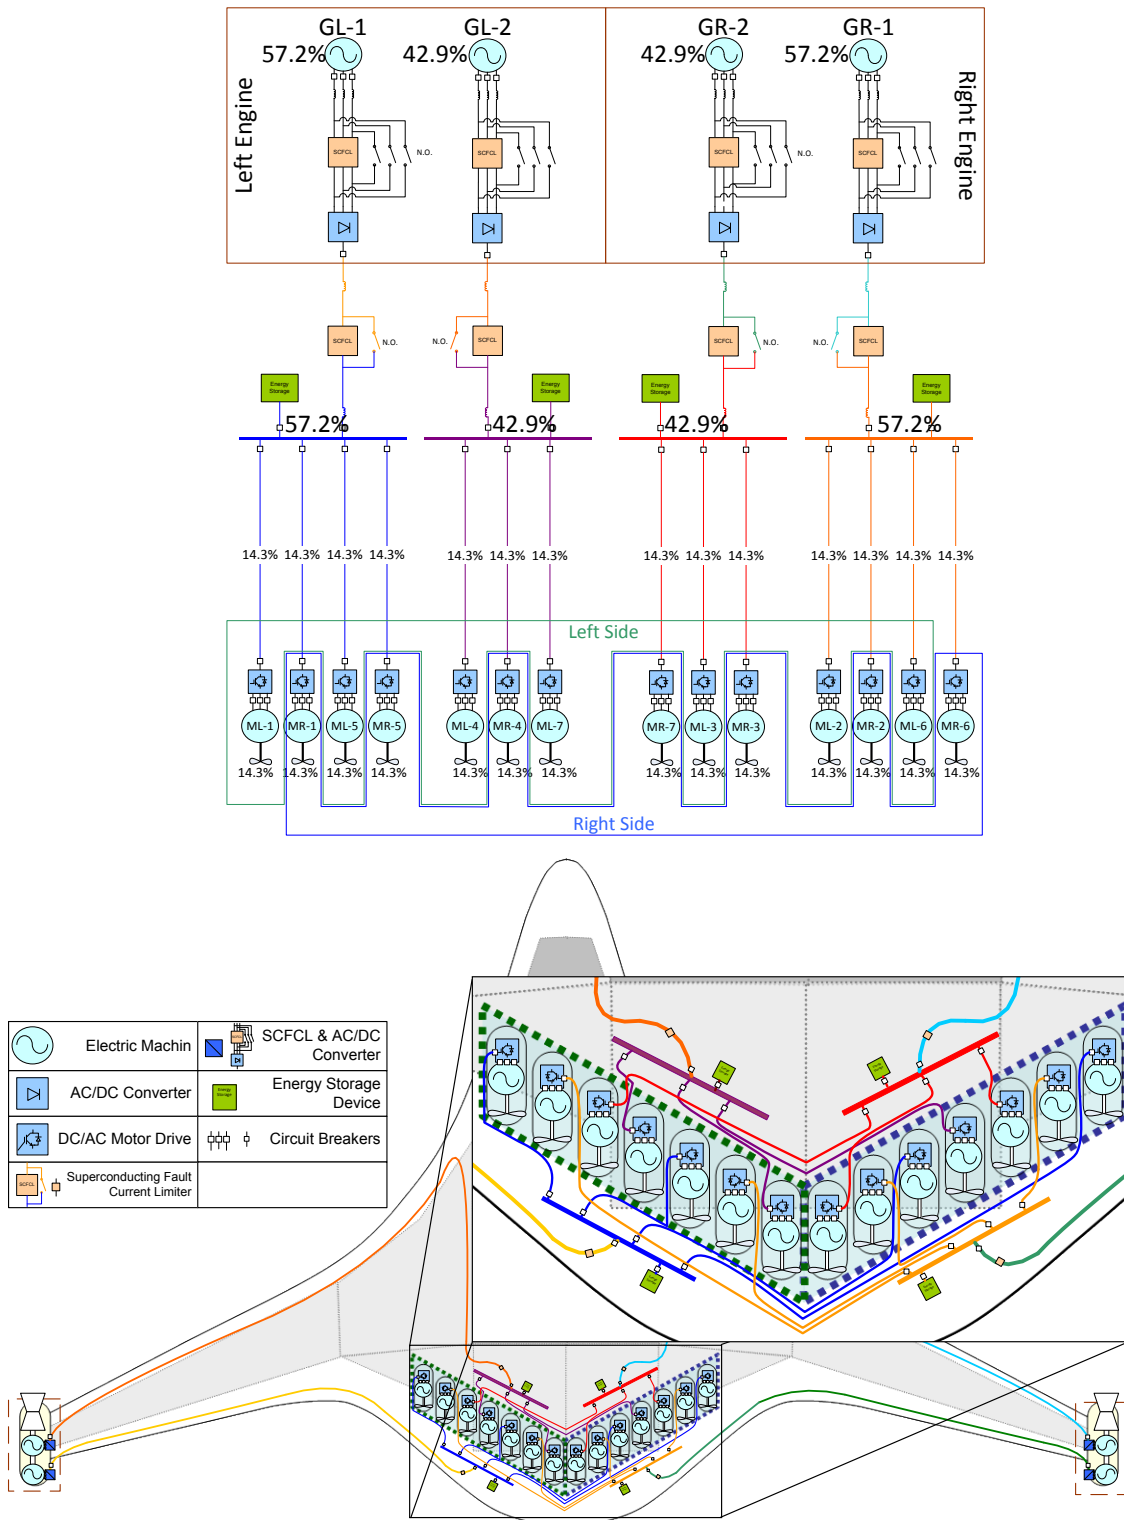 GL-1 GL-2 GR-2 GR-1
57.2% 42.9% 42.9% 57.2%
Left Engine
Right Engine
N.O. N.O. N.O. N.O.
SCFCL SCFCL SCFCL SCFCL
SCFCL N.O. N.O. SCFCL SCFCL N.O. N.O. SCFCL
Energy Storage
Energy Storage
Energy Storage
Energy Storage
57.2% 42.9% 42.9% 57.2%
14.3% 14.3% 14.3% 14.3% 14.3% 14.3% 14.3% 14.3% 14.3% 14.3% 14.3% 14.3% 14.3% 14.3%
Left Side
ML-1 MR-1 ML-5 MR-5 ML-4 MR-4 ML-7 MR-7 ML-3 MR-3 ML-2 MR-2 ML-6 MR-6
14.3% 14.3% 14.3% 14.3% 14.3% 14.3% 14.3% 14.3% 14.3% 14.3% 14.3% 14.3% 14.3% 14.3%
Right Side
Electric Machin
SCFCL & AC/DC
Converter
AC/DC Converter
Energy Storage
Energy Storage
Device
DC/AC Motor Drive
Circuit Breakers
SCFCL
Superconducting Fault
Current Limiter